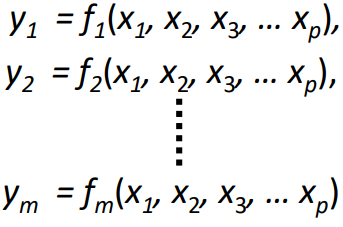 y₁ = f₁(x₁, x₂, x₃, ... xₚ),
y₂ = f₂(x₁, x₂, x₃, ... xₚ),
⋮
yₘ = fₘ(x₁, x₂, x₃, ... xₚ)